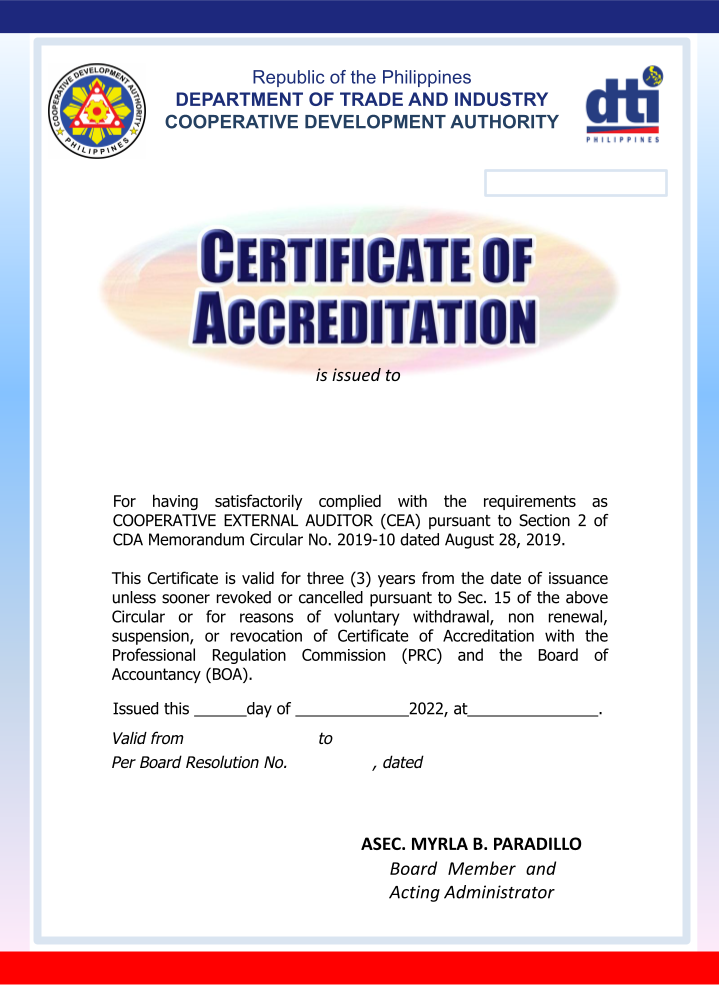 COOPERATIVE DEVELOPMENT AUTHORITY
PHILIPPINES
Republic of the Philippines
DEPARTMENT OF TRADE AND INDUSTRY
COOPERATIVE DEVELOPMENT AUTHORITY
dti
PHILIPPINES
CERTIFICATE OF
ACCREDITATION
is issued to
For having satisfactorily complied with the requirements as
COOPERATIVE EXTERNAL AUDITOR (CEA) pursuant to Section 2 of
CDA Memorandum Circular No. 2019-10 dated August 28, 2019.
This Certificate is valid for three (3) years from the date of issuance
unless sooner revoked or cancelled pursuant to Sec. 15 of the above
Circular or for reasons of voluntary withdrawal, non renewal,
suspension, or revocation of Certificate of Accreditation with the
Professional Regulation Commission (PRC) and the Board of
Accountancy (BOA).
Issued this ______day of _____________2022, at_______________.
Valid from to
Per Board Resolution No. , dated
ASEC. MYRLA B. PARADILLO
Board Member and
Acting Administrator